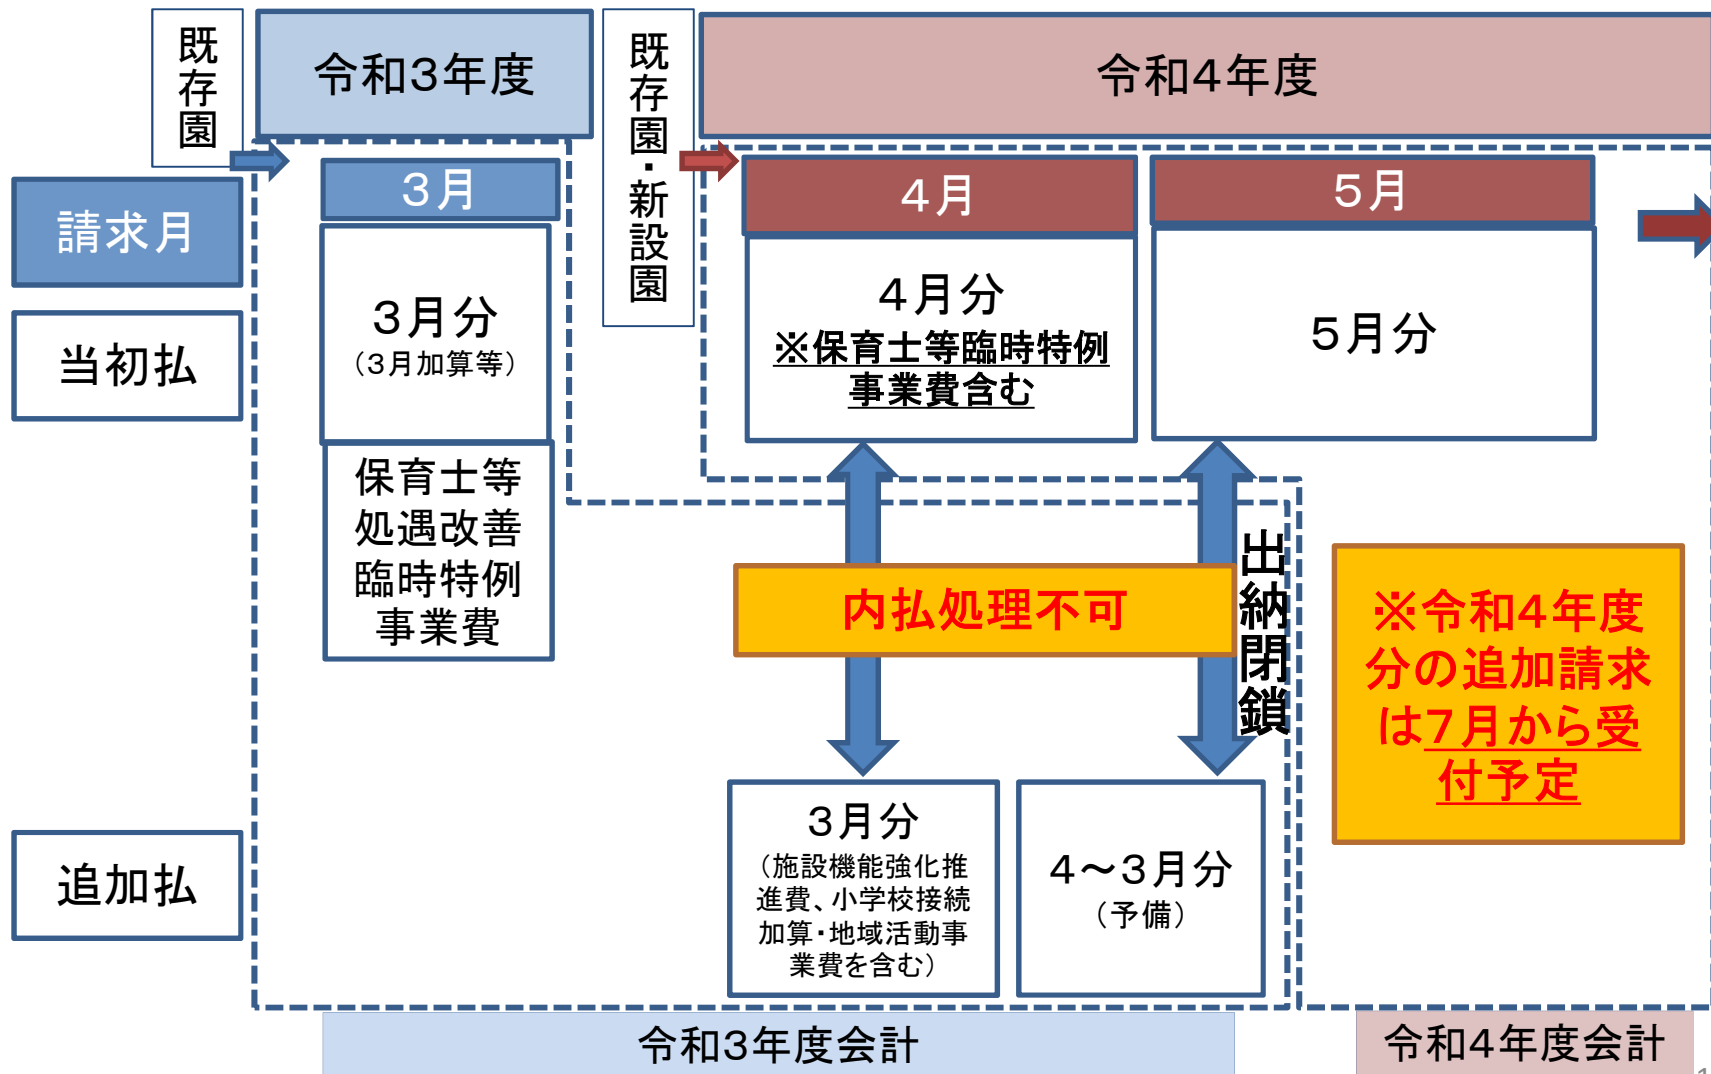 既存園
令和3年度
既存園・新設園
令和4年度
請求月
3月
4月
5月
当初払
3月分
（3月加算等）
4月分
※保育士等臨時特例
事業費含む
5月分
保育士等
処遇改善
臨時特例
事業費
内払処理不可
出納閉鎖
※令和4年度
分の追加請求
は7月から受
付予定
追加払
3月分
（施設機能強化推
進費、小学校接続
加算・地域活動事
業費を含む）
4～3月分
（予備）
令和3年度会計
令和4年度会計
1